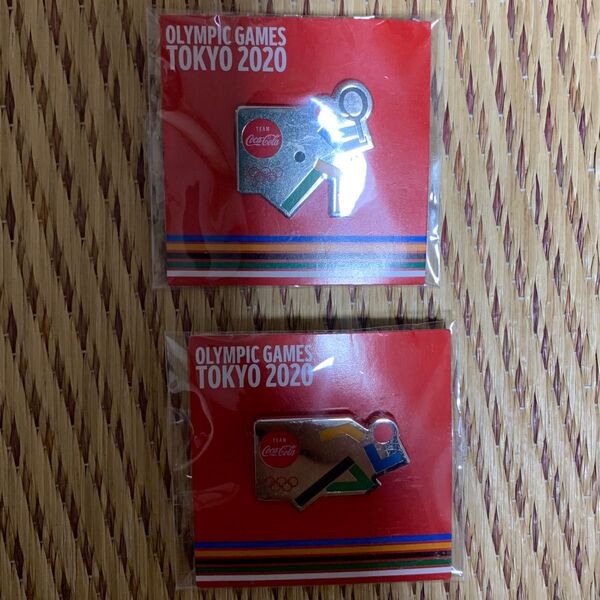 OLYMPIC GAMES
TOKYO 2020
TEAM
Coca-Cola
OLYMPIC GAMES
TOKYO 2020
TEAM
Coca-Cola